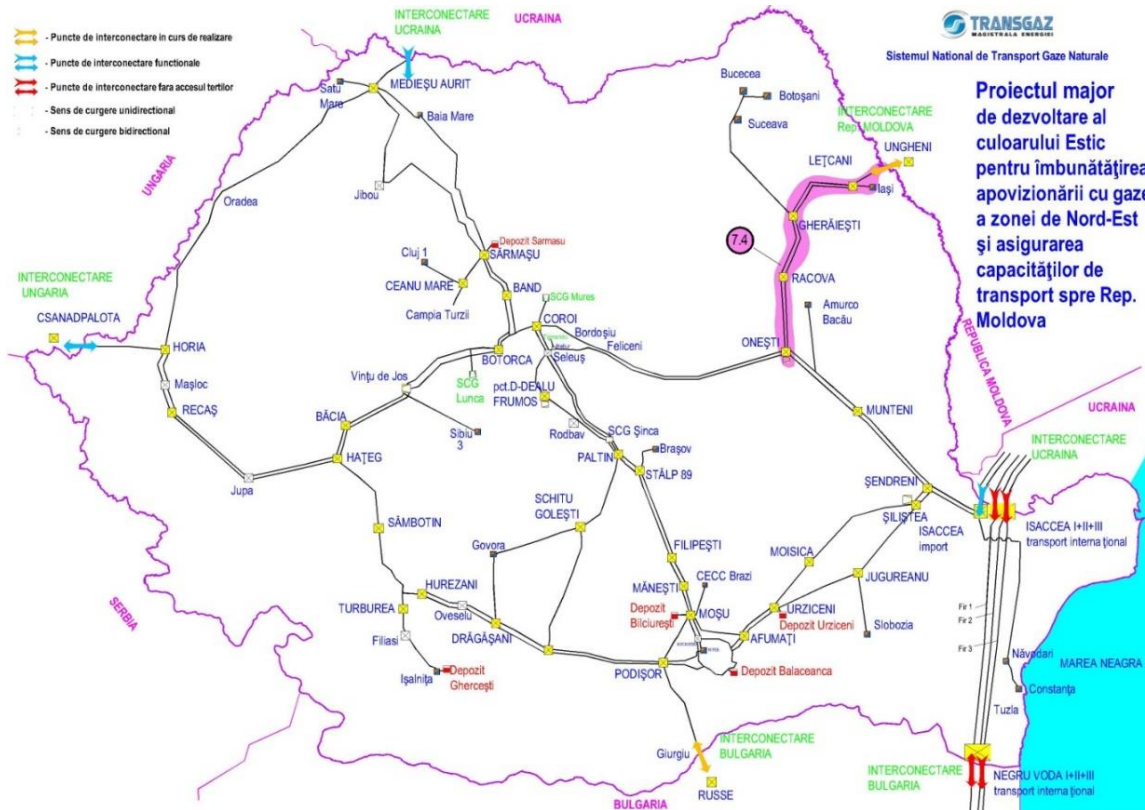 - Puncte de interconectare in curs de realizare
- Puncte de interconectare functionale
- Puncte de interconectare fara accesul tertilor
- Sens de curgere unidirectional
- Sens de curgere bidirectional
INTERCONECTARE
UCRAINA
UCRAINA
TRANSGAZ
MAGISTRALA ENERGIEI
Sistemul National de Transport Gaze Naturale
Proiectul major
de dezvoltare al
culoarului Estic
pentru îmbunătăţirea
apovizionării cu gaze
a zonei de Nord-Est
şi asigurarea
capacităţilor de
transport spre Rep.
Moldova
MEDIEŞU AURIT
Satu
Mare
Baia Mare
Bucecea
Botoşani
Suceava
INTERCONECTARE
Rep. MOLDOVA
UNGHENI
LEŢCANI
Iaşi
UNGARIA
Oradea
Jibou
GHERĂIEŞTI
7.4
Depozit Sarmasu
SĂRMAŞU
Cluj 1
CEANU MARE
Campia Turzii
BAND
RACOVA
INTERCONECTARE
UNGARIA
CSANADPALOTA
HORIA
SCG Mures
COROI
Bordoşiu
Feliceni
Amurco
Bacău
ONEŞTI
REPUBLICA MOLDOVA
Maşloc
RECAŞ
BOTORCA
Seleuş
Vinţu de Jos
SCG
Lunca
pct.D-DEALU
FRUMOS
BĂCIA
Sibiu
3
Rodbav
SCG Şinca
MUNTENI
UCRAINA
INTERCONECTARE
UCRAINA
HAŢEG
Jupa
PALTIN
Braşov
STÂLP 89
ŞENDRENI
ŞILIŞTEA
ISACCEA
import
ISACCEA I+II+III
transport interna ţional
SÂMBOTIN
SCHITU
GOLEŞTI
Govora
FILIPEŞTI
MOISICA
JUGUREANU
SERBIA
HUREZANI
TURBUREA
Oveselu
DRĂGĂŞANI
MĂNEŞTI
CECC Brazi
Depozit
Bilciureşti
MOŞU
URZICENI
Depozit Urziceni
Slobozia
AFUMAŢI
Filiasi
Işalniţa
Depozit
Gherceşti
PODIŞOR
Depozit Balaceanca
Fir 1
Fir 2
Fir 3
Năvodari
MAREA NEAGRA
Constanţa
Tuzla
Giurgiu
INTERCONECTARE
BULGARIA
RUSSE
BULGARIA
INTERCONECTARE
BULGARIA
NEGRU VODA I+II+III
transport interna ţional